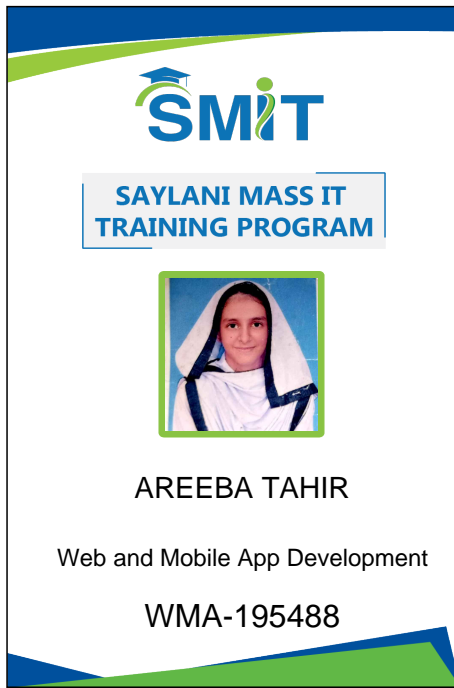 SMIT
SAYLANI MASS IT
TRAINING PROGRAM
AREEBA TAHIR
Web and Mobile App Development
WMA-195488